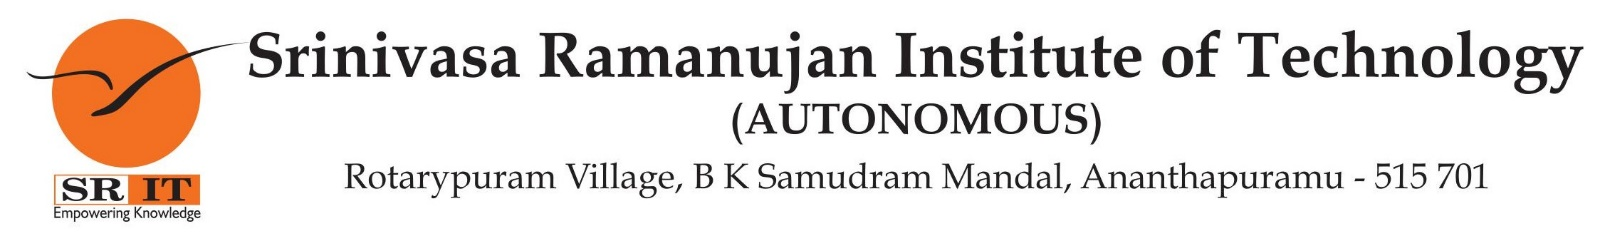 Srinivasa Ramanujan Institute of Technology
(AUTONOMOUS)
Rotarypuram Village, B K Samudram Mandal, Ananthapuramu - 515 701
SR IT
Empowering Knowledge